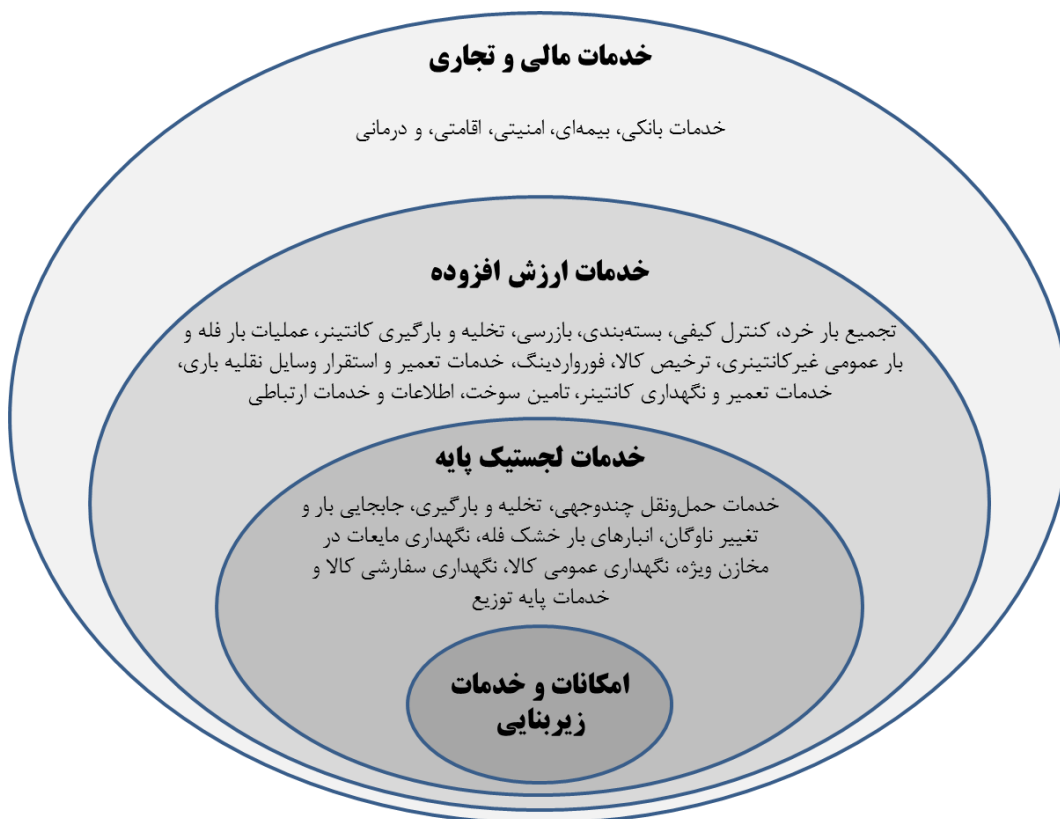 خدمات مالی و تجاری
خدمات بانکی، بیمه‌ای، امنیتی، اقامتی، و درمانی
خدمات ارزش افزوده
تجمیع بار خرد، کنترل کیفی، بسته‌بندی، بازرسی، تخلیه و بارگیری کانتینر، عملیات بار فله و
بار عمومی غیرکانتینری، ترخیص کالا، فورواردینگ، خدمات تعمیر و استقرار وسایل نقلیه باری،
خدمات تعمیر و نگهداری کانتینر، تامین سوخت، اطلاعات و خدمات ارتباطی
خدمات لجستیک پایه
خدمات حمل‌ونقل چندوجهی، تخلیه و بارگیری، جابجایی بار و
تغییر ناوگان، انبارهای بار خشک فله، نگهداری مایعات در
مخازن ویژه، نگهداری عمومی کالا، نگهداری سفارشی کالا و
خدمات پایه توزیع
امکانات و خدمات
زیربنایی